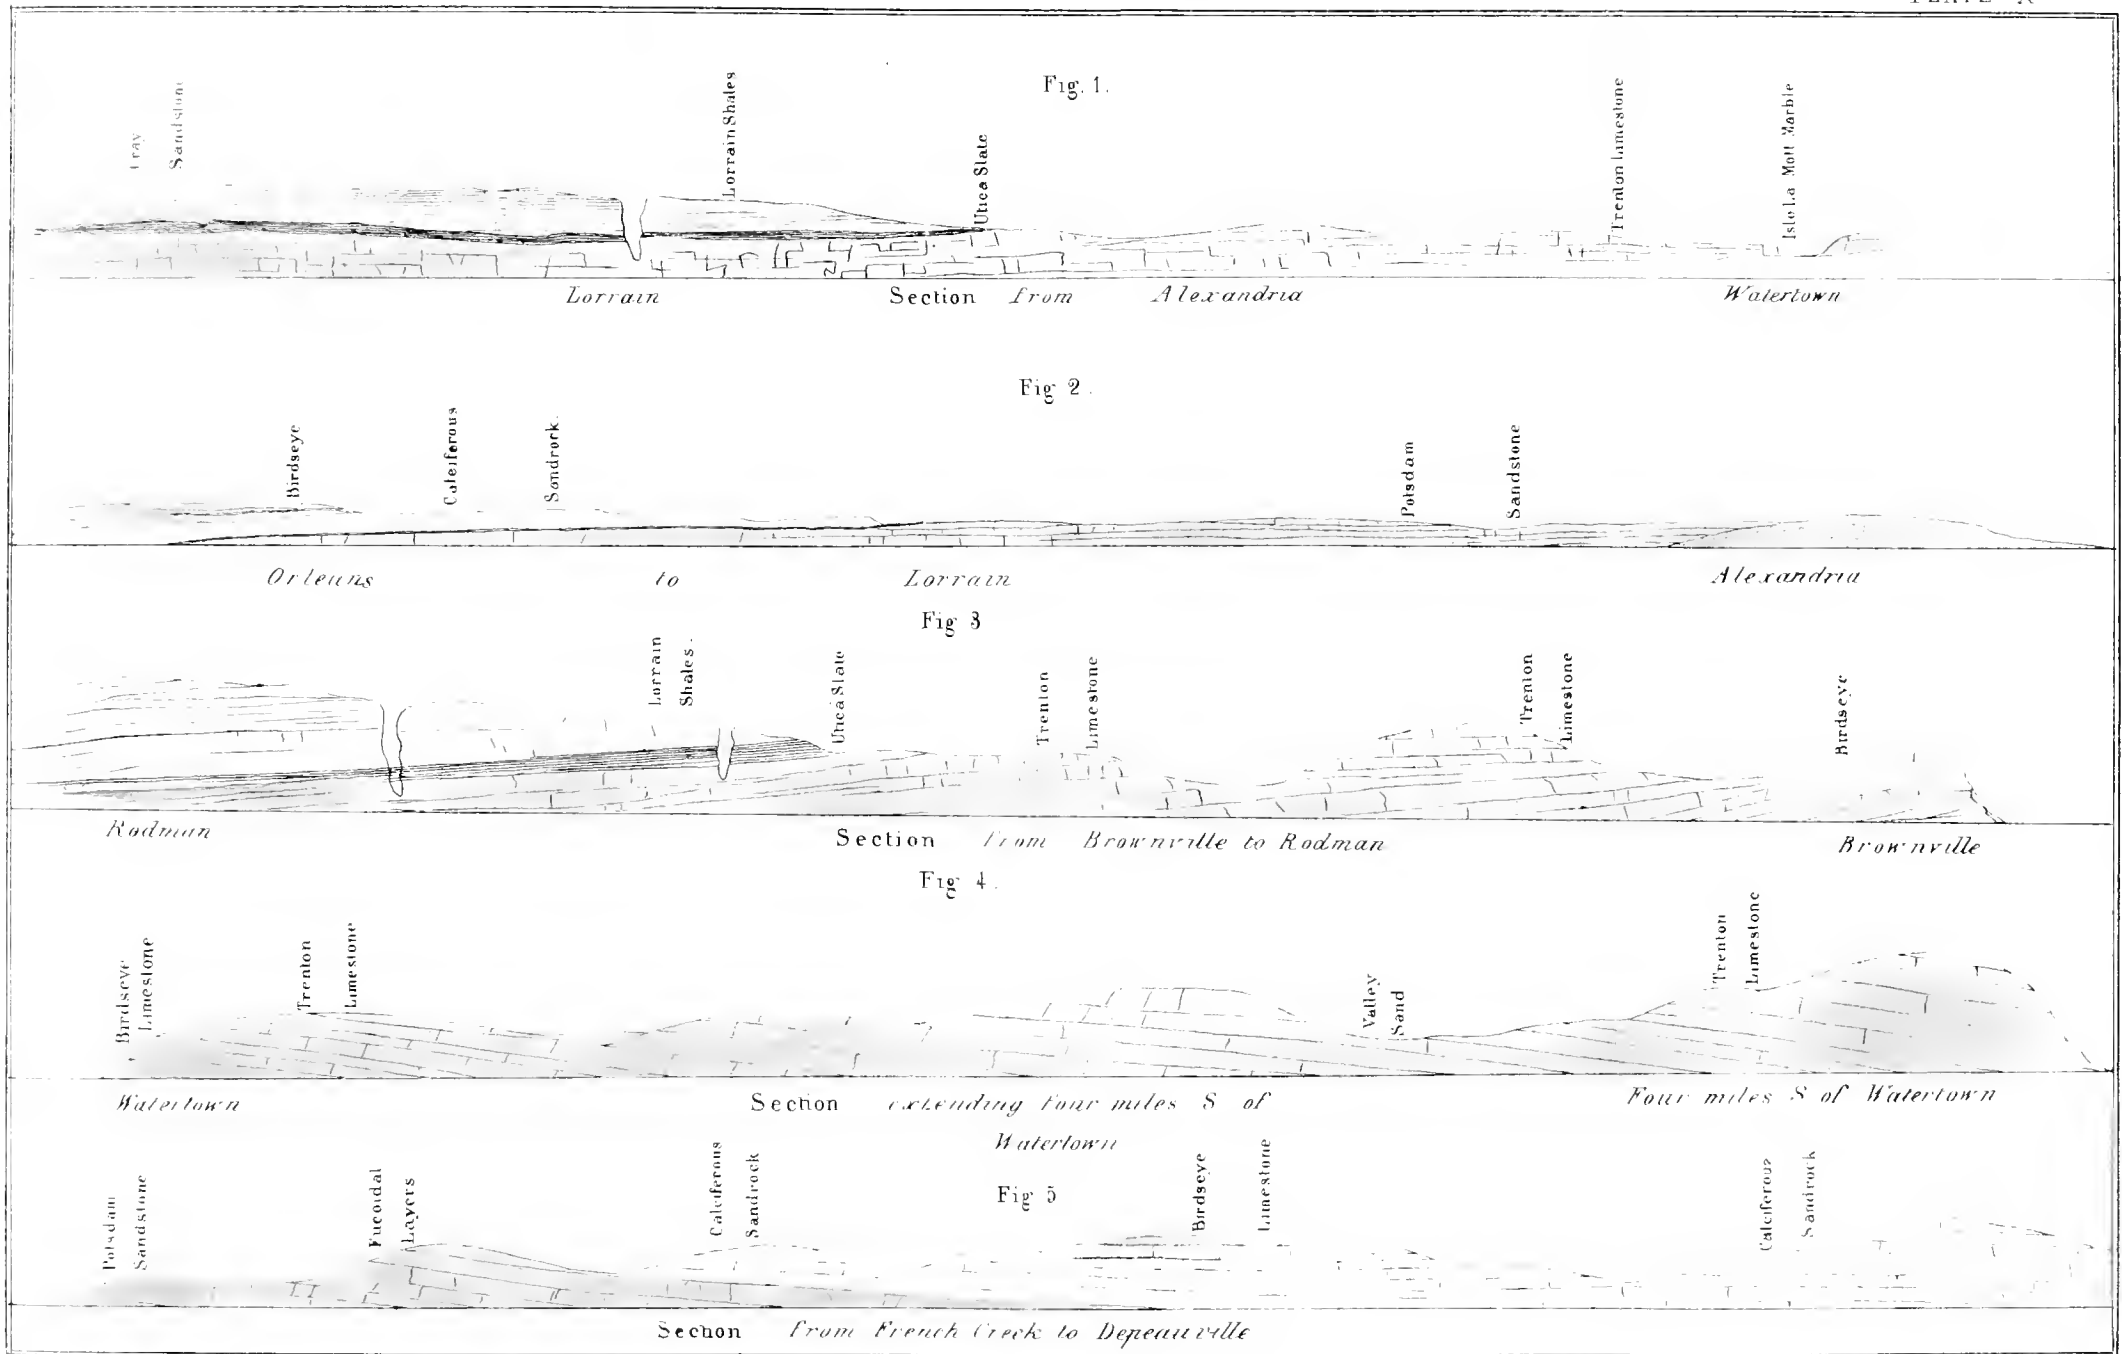 PLATE X
Fig. 1.
Gray
Sandstone
Lorrain Shales
Utica Slate
Trenton limestone
Isle La Mott Marble
Lorrain Section from Alexandria Watertown
Fig 2.
Birdseye
Calciferous
Sandrock.
Potsdam
Sandstone
Orleans to Lorrain Alexandria
Fig 3
Lorrain
Shales.
Utica Slate
Trenton
Limestone
Trenton
Limestone
Birdseye
Rodman Section from Brownville to Rodman Brownville
Fig 4.
Birdseye
Limestone
Trenton
Limestone
Valley
Sand
Trenton
Limestone
Watertown Section extending four miles S of Four miles S of Watertown
Watertown
Fig 5
Potsdam
Sandstone
Fucoidal
Layers
Calciferous
Sandrock
Birdseye
Limestone
Calciferous
Sandrock
Section from French Creek to Depeauville